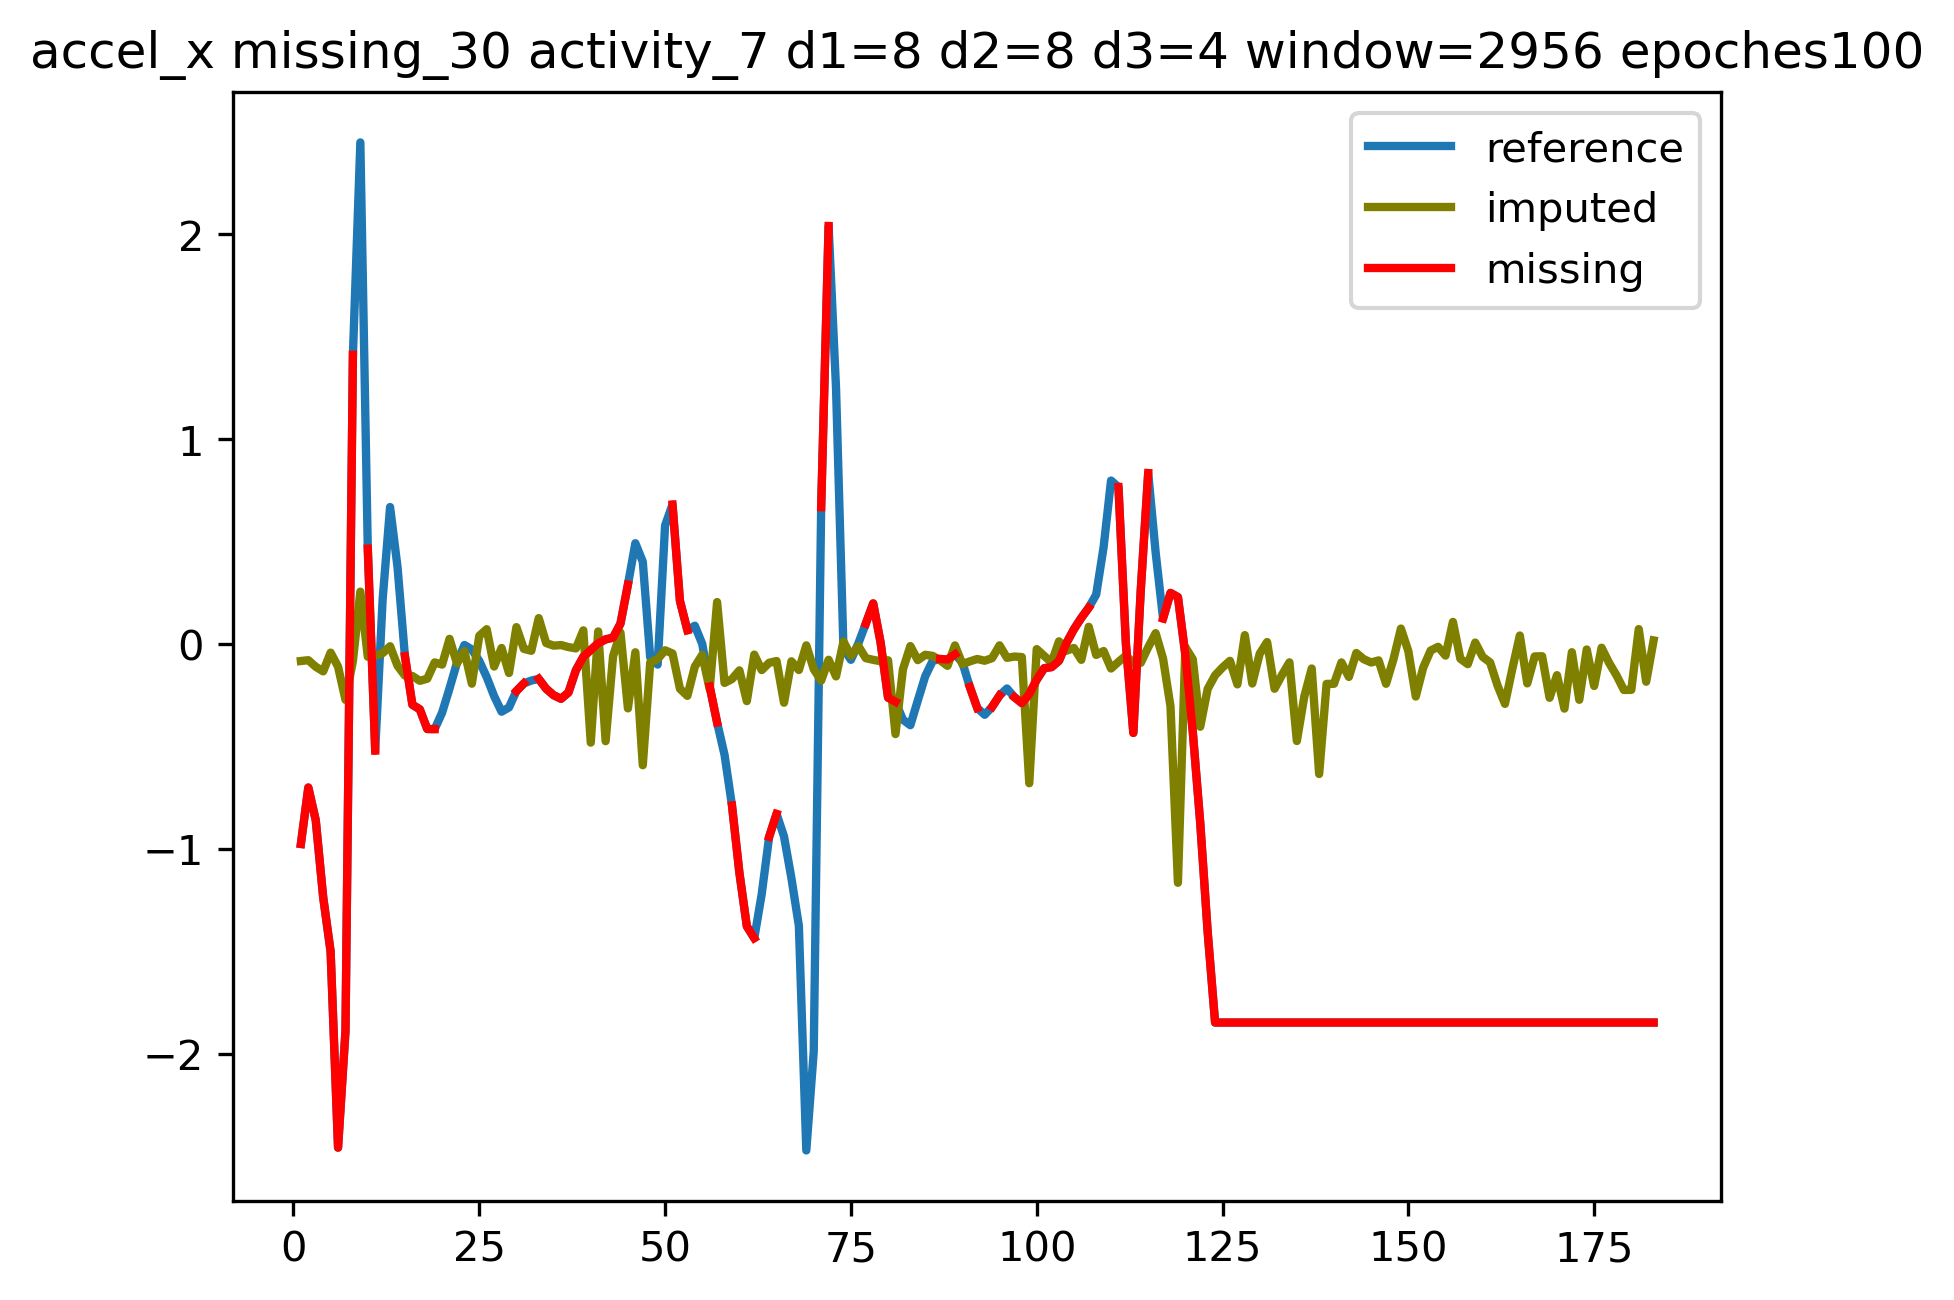 accel_x missing_30 activity_7 d1=8 d2=8 d3=4 window=2956 epoches100
reference
imputed
missing
2
1
0
−1
−2
0 25 50 75 100 125 150 175